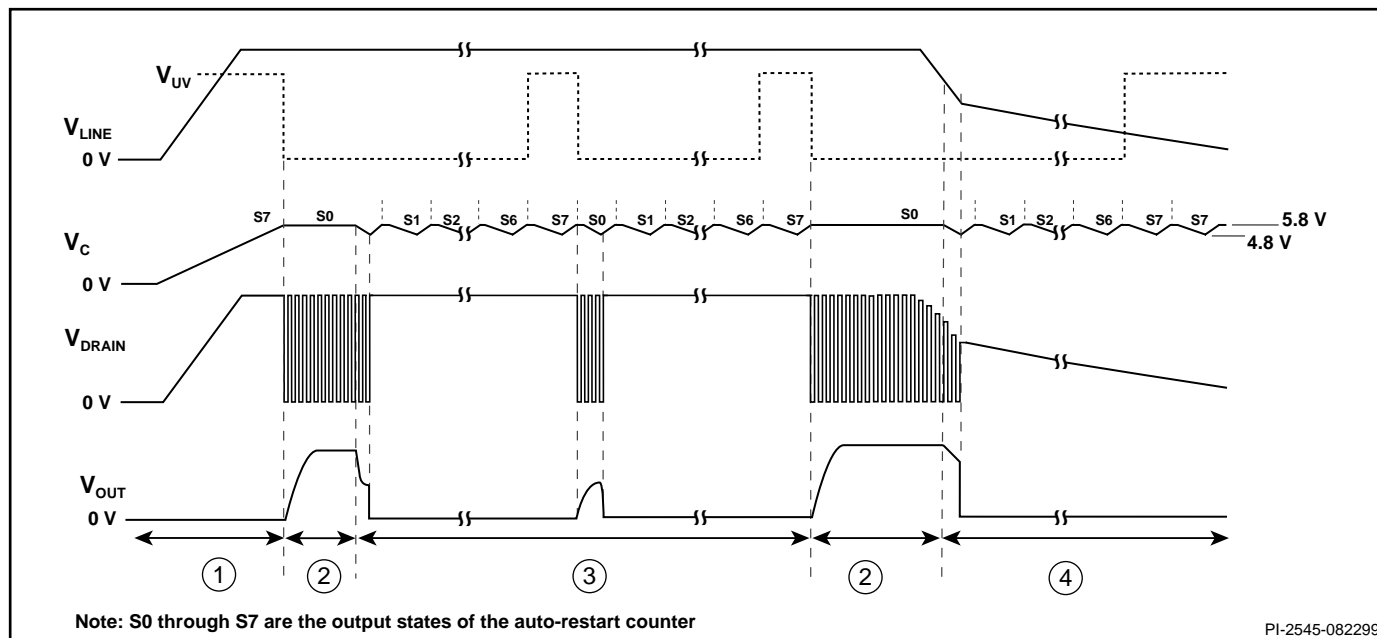 V_UV
V_LINE
0 V
S7 S0 S1 S2 S6 S7 S0 S1 S2 S6 S7 S0 S1 S2 S6 S7 S7
5.8 V
4.8 V
V_C
0 V
V_DRAIN
0 V
V_OUT
0 V
1 2 3 2 4
Note: S0 through S7 are the output states of the auto-restart counter
PI-2545-082299